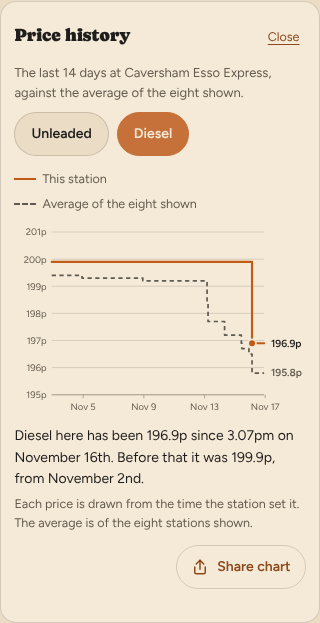 Price history
Close
The last 14 days at Caversham Esso Express,
against the average of the eight shown.
Unleaded
Diesel
This station
Average of the eight shown
201p
200p
199p
198p
197p
196p
195p
196.9p
195.8p
Nov 5
Nov 9
Nov 13
Nov 17
Diesel here has been 196.9p since 3.07pm on
November 16th. Before that it was 199.9p,
from November 2nd.
Each price is drawn from the time the station set it.
The average is of the eight stations shown.
Share chart